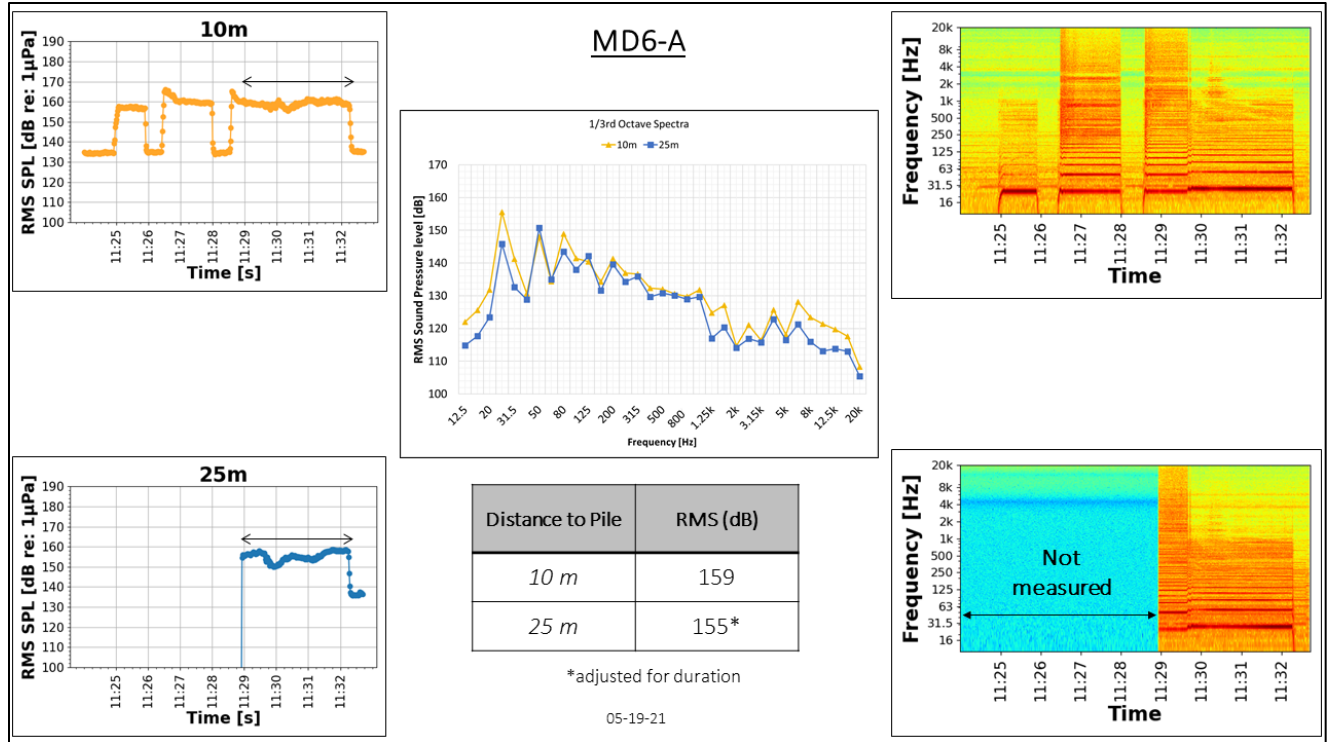 MD6-A
10m
RMS SPL [dB re: 1μPa]
190
180
170
160
150
140
130
120
110
100
11:25
11:26
11:27
11:28
11:29
11:30
11:31
11:32
Time [s]
1/3rd Octave Spectra
10m 25m
RMS Sound Pressure level [dB]
170
160
150
140
130
120
110
100
12.5
20
31.5
50
80
125
200
315
500
800
1.25k
2k
3.15k
5k
8k
12.5k
20k
Frequency [Hz]
Frequency [Hz]
20k
8k
4k
2k
1k
500
250
125
63
31.5
16
11:25
11:26
11:27
11:28
11:29
11:30
11:31
11:32
Time
25m
RMS SPL [dB re: 1μPa]
190
180
170
160
150
140
130
120
110
100
11:25
11:26
11:27
11:28
11:29
11:30
11:31
11:32
Time [s]
Distance to Pile RMS (dB)
10 m 159
25 m 155*
*adjusted for duration
05-19-21
Frequency [Hz]
20k
8k
4k
2k
1k
500
250
125
63
31.5
16
Not
measured
11:25
11:26
11:27
11:28
11:29
11:30
11:31
11:32
Time